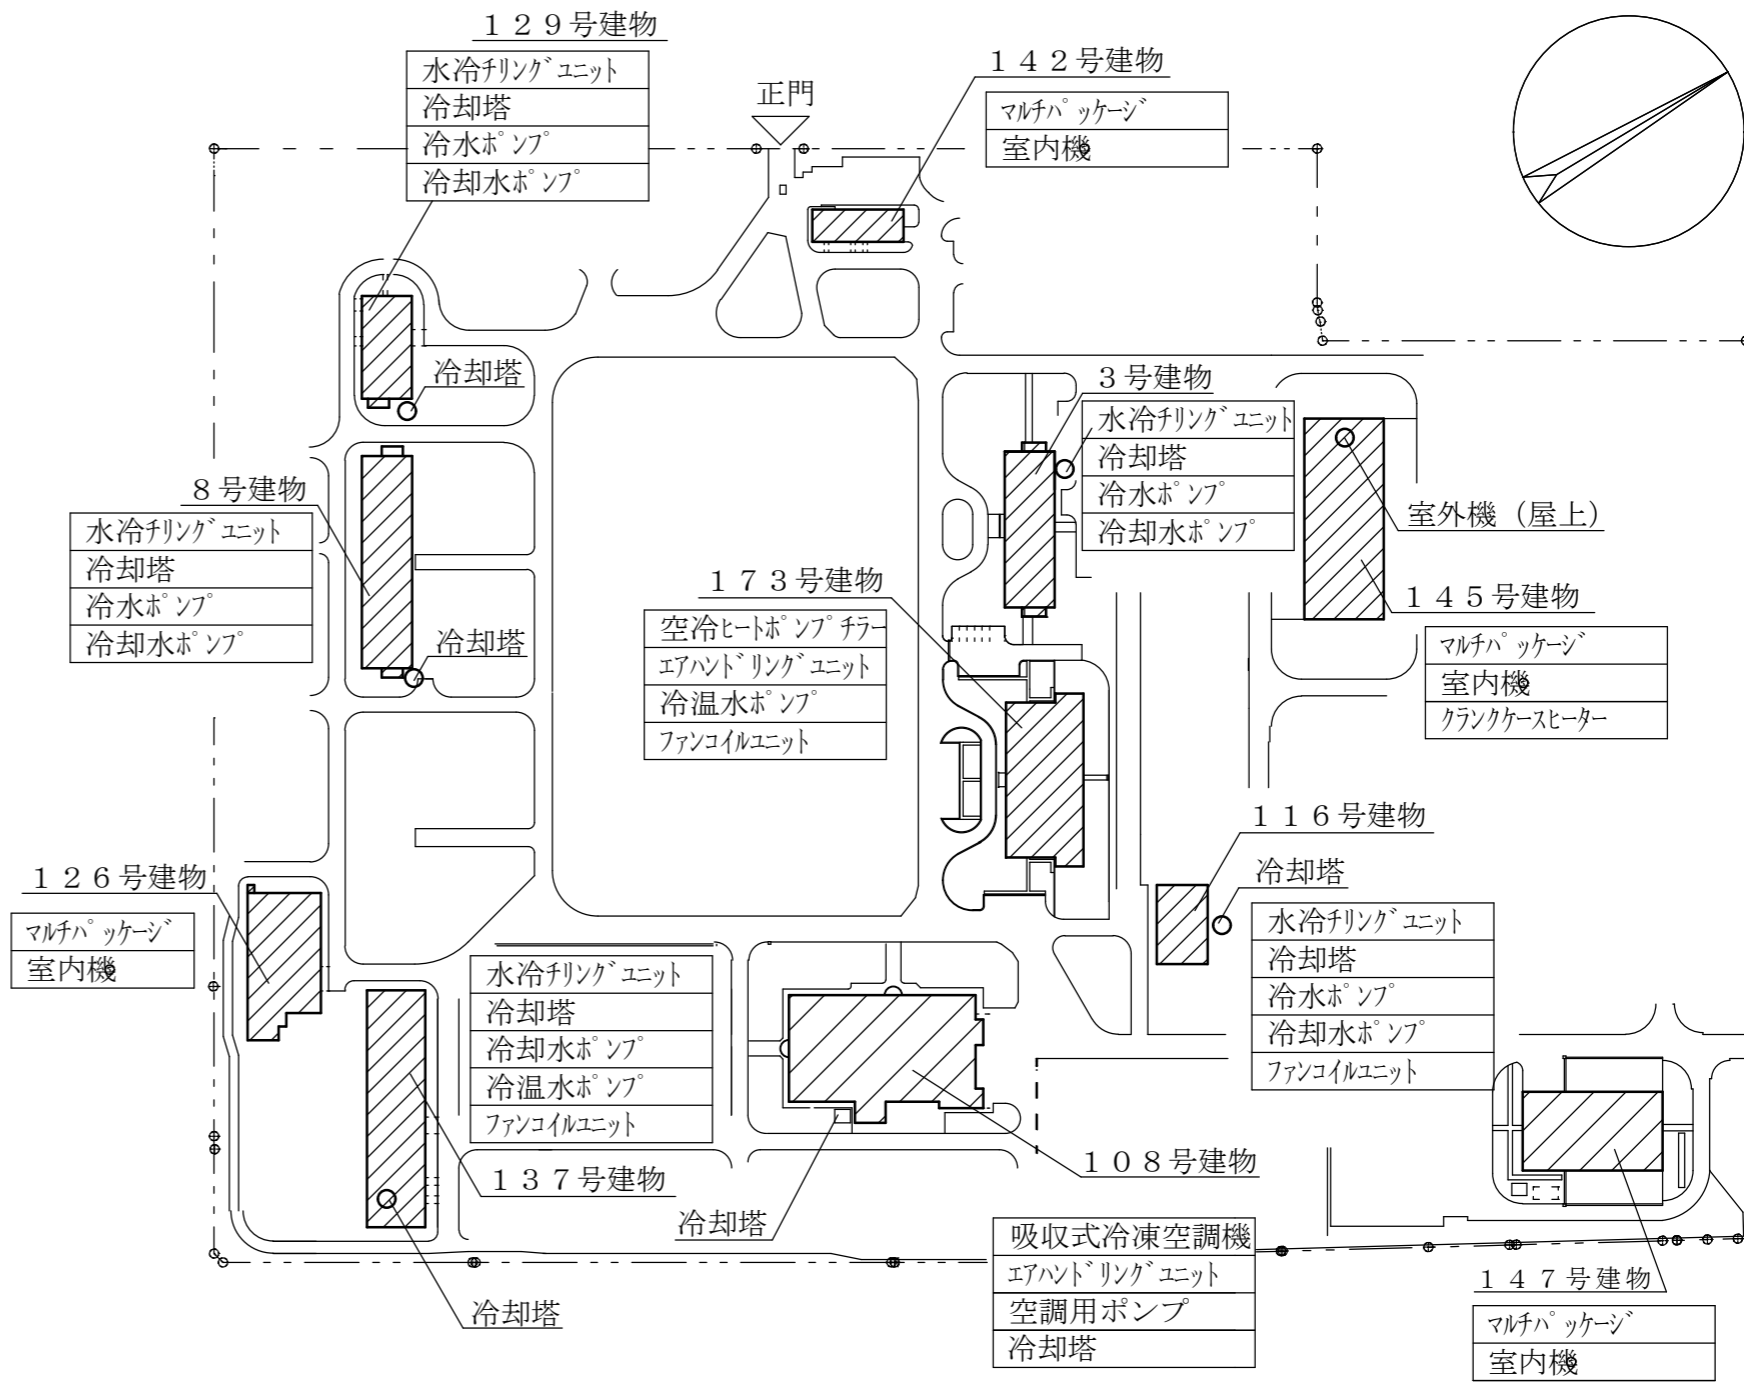 １２９号建物
水冷ﾁﾘﾝｸﾞﾕﾆｯﾄ
冷却塔
冷水ﾎﾟﾝﾌﾟ
冷却水ﾎﾟﾝﾌﾟ
正門
１４２号建物
ﾏﾙﾁﾊﾟｯｹｰｼﾞ
室内機
冷却塔
８号建物
水冷ﾁﾘﾝｸﾞﾕﾆｯﾄ
冷却塔
冷水ﾎﾟﾝﾌﾟ
冷却水ﾎﾟﾝﾌﾟ
冷却塔
３号建物
水冷ﾁﾘﾝｸﾞﾕﾆｯﾄ
冷却塔
冷水ﾎﾟﾝﾌﾟ
冷却水ﾎﾟﾝﾌﾟ
室外機（屋上）
１４５号建物
ﾏﾙﾁﾊﾟｯｹｰｼﾞ
室内機
ｸﾗﾝｸｹｰｽﾋｰﾀｰ
１７３号建物
空冷ﾋｰﾄﾎﾟﾝﾌﾟﾁﾗｰ
ｴｱﾊﾝﾄﾞﾘﾝｸﾞﾕﾆｯﾄ
冷温水ﾎﾟﾝﾌﾟ
ﾌｧﾝｺｲﾙﾕﾆｯﾄ
１１６号建物
冷却塔
水冷ﾁﾘﾝｸﾞﾕﾆｯﾄ
冷却塔
冷水ﾎﾟﾝﾌﾟ
冷却水ﾎﾟﾝﾌﾟ
ﾌｧﾝｺｲﾙﾕﾆｯﾄ
１２６号建物
ﾏﾙﾁﾊﾟｯｹｰｼﾞ
室内機
水冷ﾁﾘﾝｸﾞﾕﾆｯﾄ
冷却塔
冷却水ﾎﾟﾝﾌﾟ
冷温水ﾎﾟﾝﾌﾟ
ﾌｧﾝｺｲﾙﾕﾆｯﾄ
１３７号建物
冷却塔
冷却塔
１０８号建物
吸収式冷凍空調機
ｴｱﾊﾝﾄﾞﾘﾝｸﾞﾕﾆｯﾄ
空調用ポンプ
冷却塔
１４７号建物
ﾏﾙﾁﾊﾟｯｹｰｼﾞ
室内機